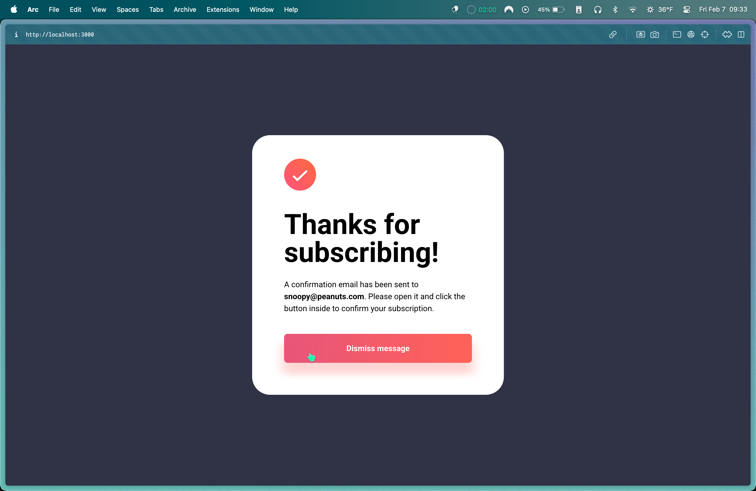 Arc File Edit View Spaces Tabs Archive Extensions Window Help 02:00 45% 36°F Fri Feb 7 09:33
http://localhost:3000
Thanks for
subscribing!
A confirmation email has been sent to
snoopy@peanuts.com. Please open it and click the
button inside to confirm your subscription.
Dismiss message